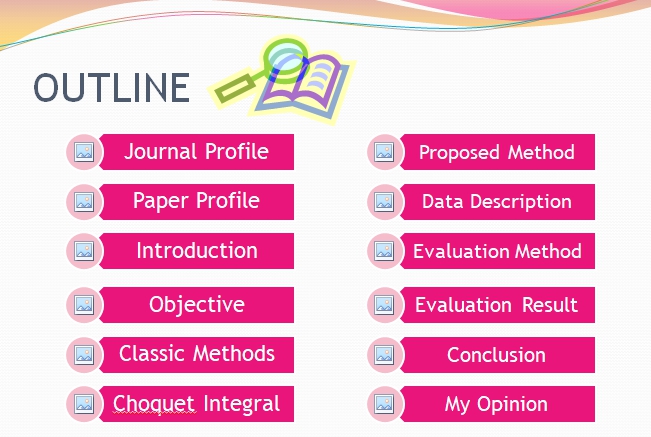 OUTLINE
Journal Profile
Paper Profile
Introduction
Objective
Classic Methods
Choquet Integral
Proposed Method
Data Description
Evaluation Method
Evaluation Result
Conclusion
My Opinion